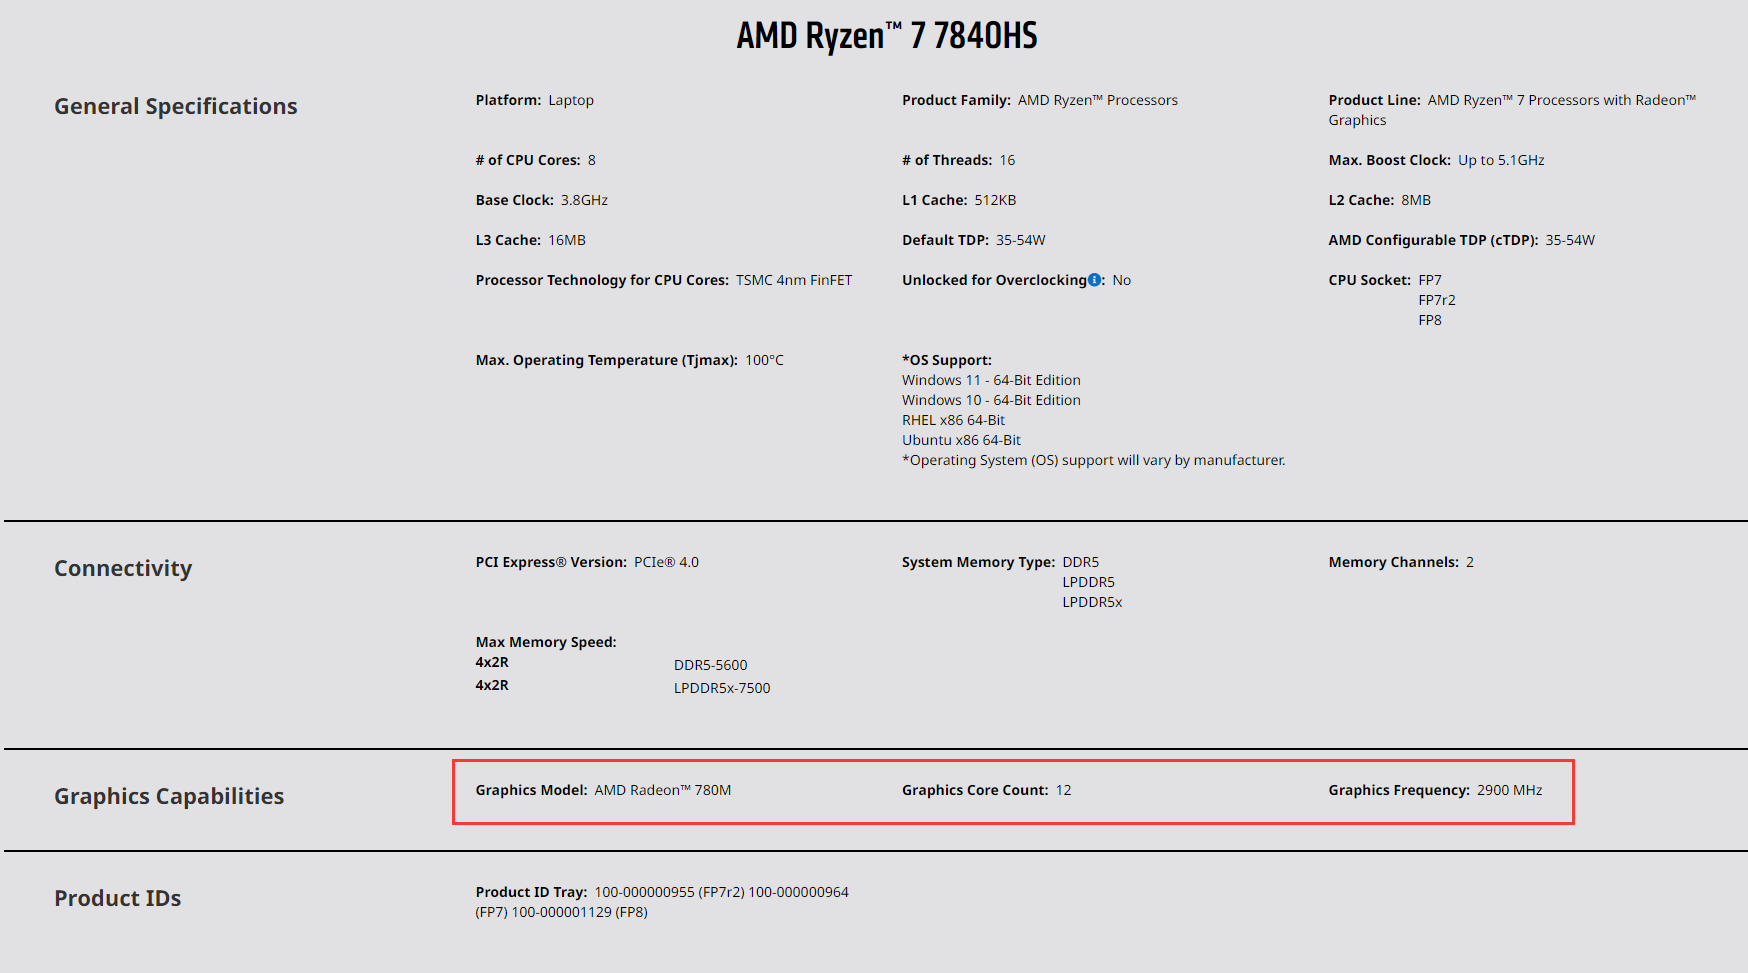 AMD Ryzen™ 7 7840HS
General Specifications
Platform: Laptop
Product Family: AMD Ryzen™ Processors
Product Line: AMD Ryzen™ 7 Processors with Radeon™
Graphics
# of CPU Cores: 8
# of Threads: 16
Max. Boost Clock: Up to 5.1GHz
Base Clock: 3.8GHz
L1 Cache: 512KB
L2 Cache: 8MB
L3 Cache: 16MB
Default TDP: 35-54W
AMD Configurable TDP (cTDP): 35-54W
Processor Technology for CPU Cores: TSMC 4nm FinFET
Unlocked for Overclocking: No
CPU Socket: FP7
FP7r2
FP8
Max. Operating Temperature (Tjmax): 100°C
*OS Support:
Windows 11 - 64-Bit Edition
Windows 10 - 64-Bit Edition
RHEL x86 64-Bit
Ubuntu x86 64-Bit
*Operating System (OS) support will vary by manufacturer.
Connectivity
PCI Express® Version: PCIe® 4.0
System Memory Type: DDR5
LPDDR5
LPDDR5x
Memory Channels: 2
Max Memory Speed:
4x2R DDR5-5600
4x2R LPDDR5x-7500
Graphics Capabilities
Graphics Model: AMD Radeon™ 780M
Graphics Core Count: 12
Graphics Frequency: 2900 MHz
Product IDs
Product ID Tray: 100-000000955 (FP7r2) 100-000000964
(FP7) 100-000001129 (FP8)